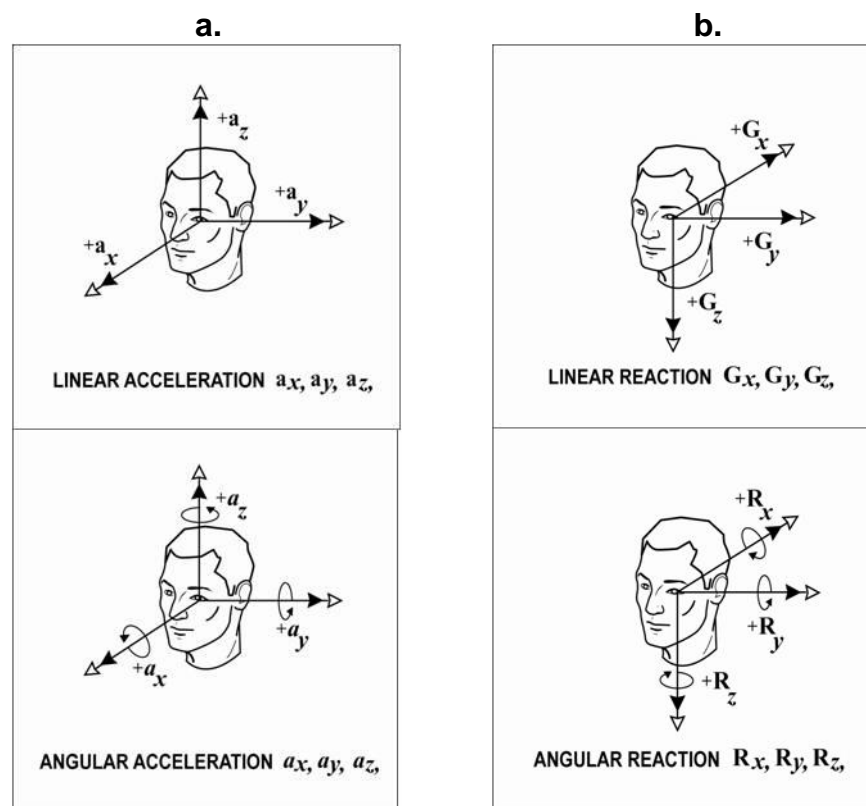 a.
b.
+a z
+a y
+a x
LINEAR ACCELERATION ax, ay, az,
+G x
+G y
+G z
LINEAR REACTION Gx, Gy, Gz,
+a z
+a y
+a x
ANGULAR ACCELERATION ax, ay, az,
+R x
+R y
+R z
ANGULAR REACTION Rx, Ry, Rz,